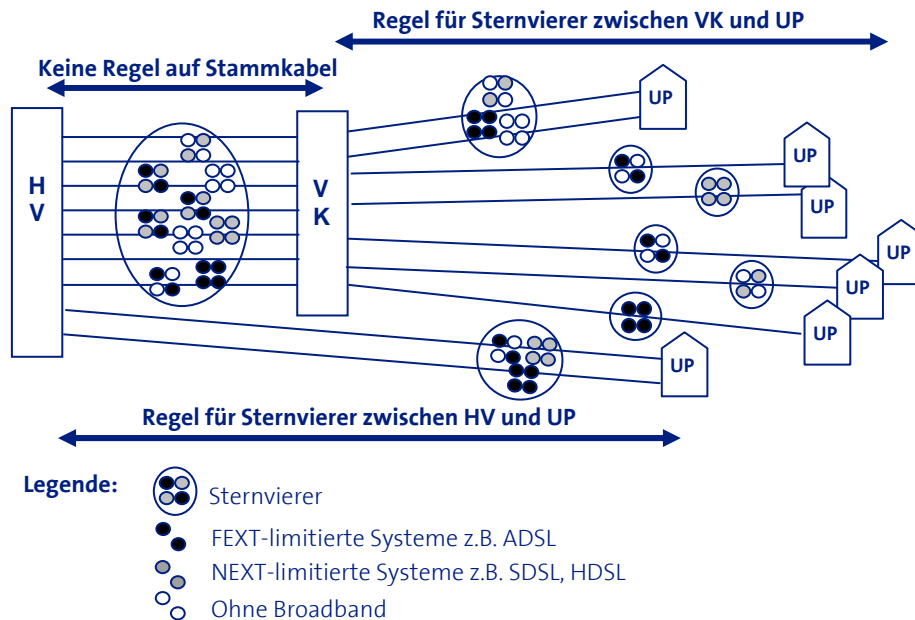 Regel für Sternvierer zwischen VK und UP
Keine Regel auf Stammkabel
UP
UP
UP
H
V
V
K
UP
UP
UP
UP
Regel für Sternvierer zwischen HV und UP
Legende:
Sternvierer
FEXT-limitierte Systeme z.B. ADSL
NEXT-limitierte Systeme z.B. SDSL, HDSL
Ohne Broadband